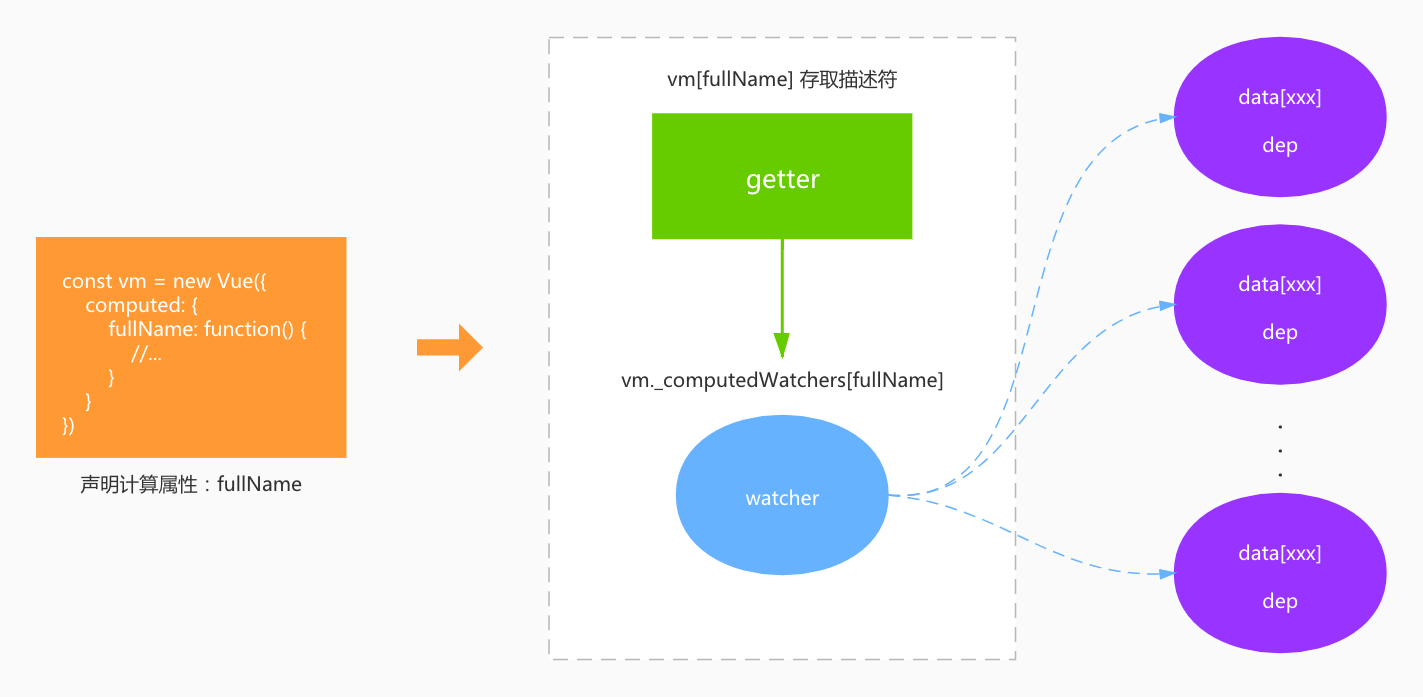 const vm = new Vue({
computed: {
fullName: function() {
//...
}
}
})
声明计算属性：fullName
vm[fullName] 存取描述符
getter
vm._computedWatchers[fullName]
watcher
data[xxx]
dep
data[xxx]
dep
.
.
.
data[xxx]
dep